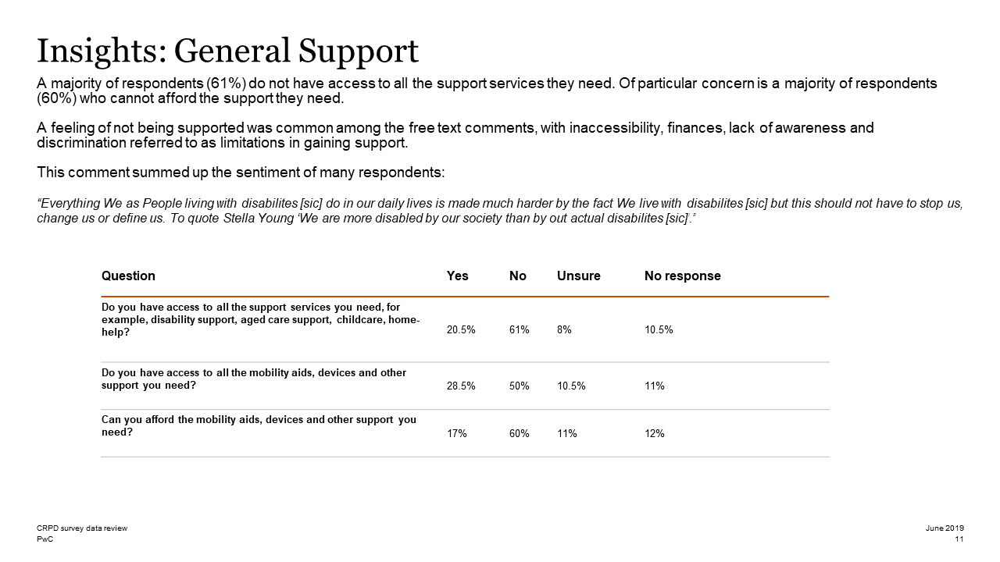 Insights: General Support
A majority of respondents (61%) do not have access to all the support services they need. Of particular concern is a majority of respondents
(60%) who cannot afford the support they need.
A feeling of not being supported was common among the free text comments, with inaccessibility, finances, lack of awareness and
discrimination referred to as limitations in gaining support.
This comment summed up the sentiment of many respondents:
“Everything We as People living with disabilites [sic] do in our daily lives is made much harder by the fact We live with disabilites [sic] but this should not have to stop us,
change us or define us. To quote Stella Young ‘We are more disabled by our society than by out actual disabilites [sic]’.”
Question Yes No Unsure No response
Do you have access to all the support services you need, for
example, disability support, aged care support, childcare, home-
help?
20.5% 61% 8% 10.5%
Do you have access to all the mobility aids, devices and other
support you need?
28.5% 50% 10.5% 11%
Can you afford the mobility aids, devices and other support you
need?
17% 60% 11% 12%
CRPD survey data review
PwC
June 2019
11